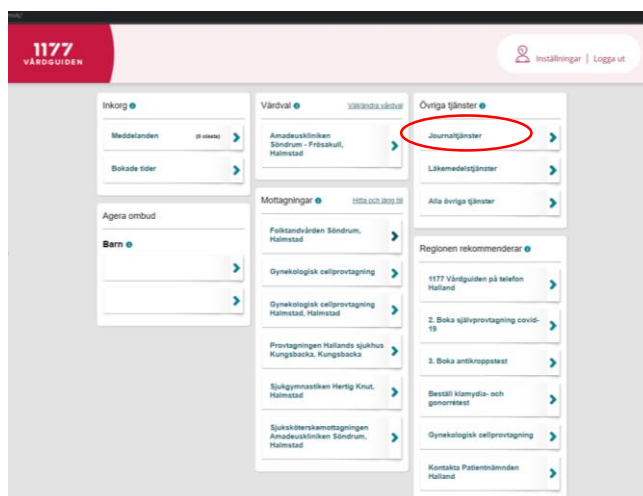 1177
VÅRDGUIDEN
Inställningar | Logga ut
Inkorg
Meddelanden (0 olästa)
Bokade tider
Agera ombud
Barn
Vårdval
Välj/ändra vårdval
Amadeuskliniken
Söndrum - Frösakull,
Halmstad
Mottagningar
Hitta och lägg till
Folktandvården Söndrum,
Halmstad
Gynekologisk cellprovtagning
Gynekologisk cellprovtagning
Halmstad, Halmstad
Provtagningen Hallands sjukhus
Kungsbacka, Kungsbacka
Sjukgymnastiken Hertig Knut,
Halmstad
Sjuksköterskemottagningen
Amadeuskliniken Söndrum,
Halmstad
Övriga tjänster
Journaltjänster
Läkemedelstjänster
Alla övriga tjänster
Regionen rekommenderar
1177 Vårdguiden på telefon
Halland
2. Boka självprovtagning covid-
19
3. Boka antikroppstest
Beställ klamydia- och
gonorrétest
Gynekologisk cellprovtagning
Kontakta Patientnämnden
Halland